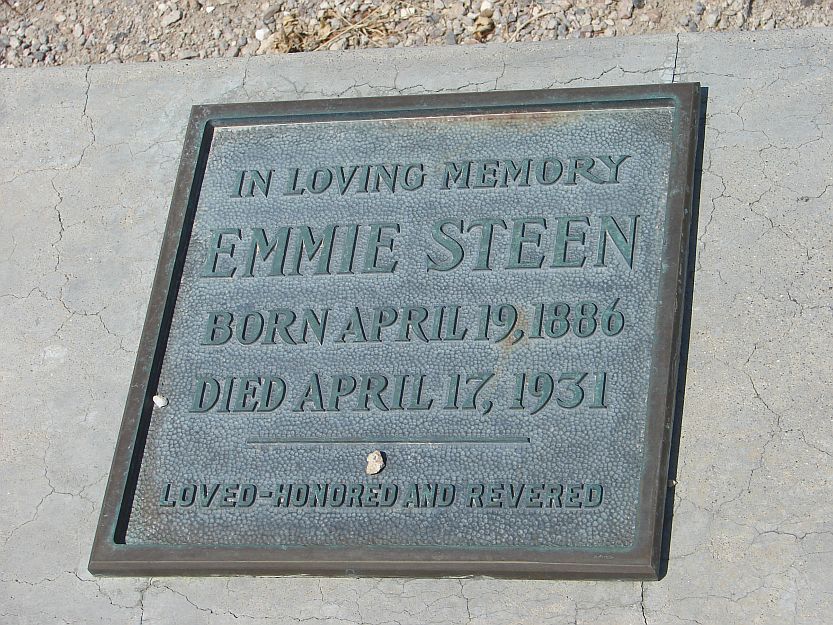 IN LOVING MEMORY
EMMIE STEEN
BORN APRIL 19, 1886
DIED APRIL 17, 1931
LOVED-HONORED AND REVERED